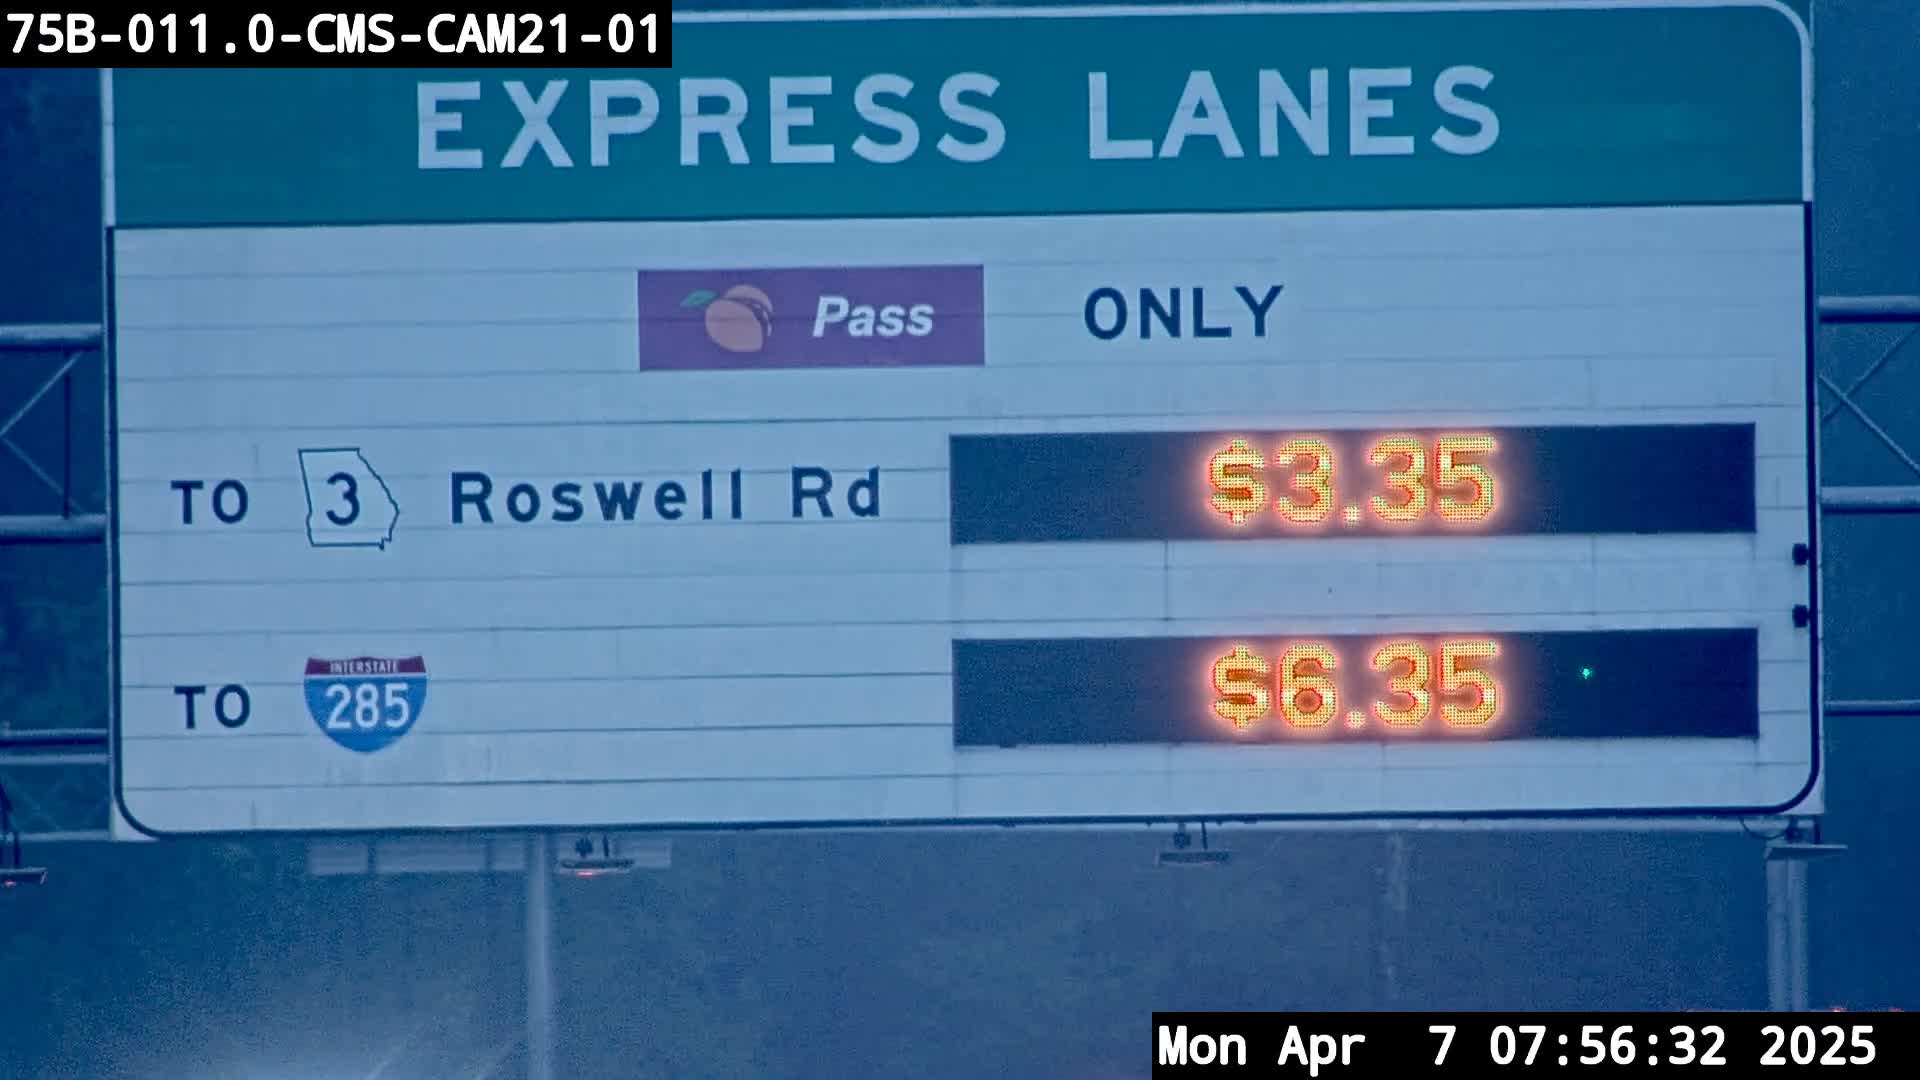 75B-011.0-CMS-CAM21-01
EXPRESS LANES
Pass ONLY
TO 3 Roswell Rd $3.35
INTERSTATE
TO 285 $6.35
Mon Apr 7 07:56:32 2025